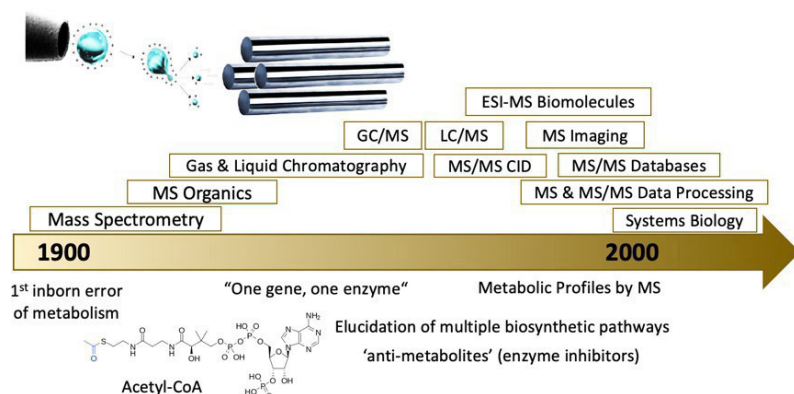 ESI-MS Biomolecules
GC/MS
LC/MS
MS Imaging
Gas & Liquid Chromatography
MS/MS CID
MS/MS Databases
MS Organics
MS & MS/MS Data Processing
Mass Spectrometry
Systems Biology
1900
2000
1st inborn error
of metabolism
"One gene, one enzyme"
Metabolic Profiles by MS
Elucidation of multiple biosynthetic pathways
'anti-metabolites' (enzyme inhibitors)
Acetyl-CoA